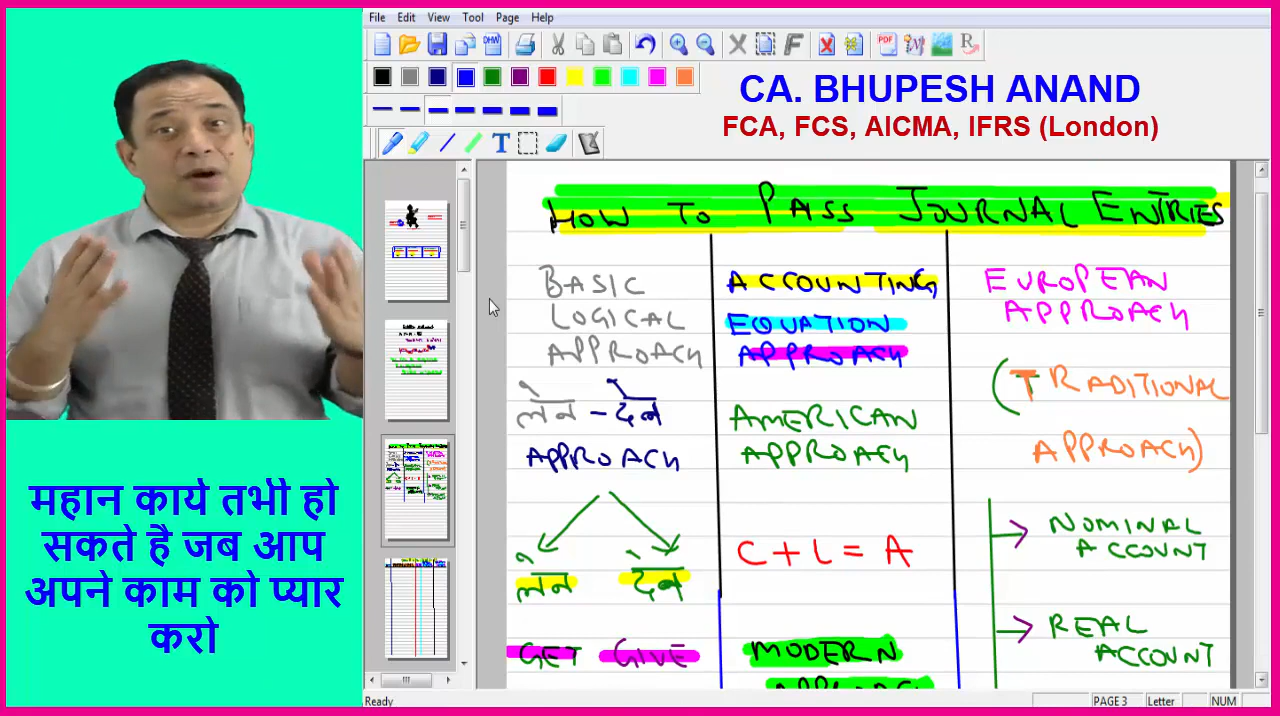 File Edit View Tool Page Help
CA. BHUPESH ANAND
FCA, FCS, AICMA, IFRS (London)
HOW TO PASS JOURNAL ENTRIES
BASIC
LOGICAL
APPROACH
लेन - देन
APPROACH
लेन देन
GET GIVE
ACCOUNTING
EQUATION
APPROACH
AMERICAN
APPROACH
C + L = A
MODERN
APPROACH
EUROPEAN
APPROACH
(TRADITIONAL
APPROACH)
NOMINAL
ACCOUNT
REAL
ACCOUNT
महान कार्य तभी हो
सकते है जब आप
अपने काम को प्यार
करो
Ready PAGE 3 Letter NUM